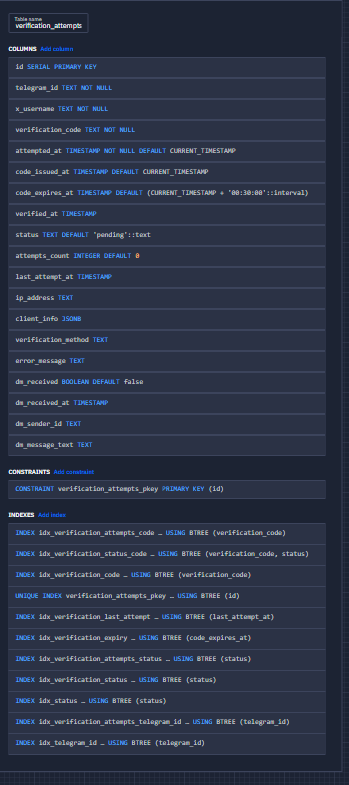 Table name
verification_attempts
COLUMNS Add column
id SERIAL PRIMARY KEY
telegram_id TEXT NOT NULL
x_username TEXT NOT NULL
verification_code TEXT NOT NULL
attempted_at TIMESTAMP NOT NULL DEFAULT CURRENT_TIMESTAMP
code_issued_at TIMESTAMP DEFAULT CURRENT_TIMESTAMP
code_expires_at TIMESTAMP DEFAULT (CURRENT_TIMESTAMP + '00:30:00'::interval)
verified_at TIMESTAMP
status TEXT DEFAULT 'pending'::text
attempts_count INTEGER DEFAULT 0
last_attempt_at TIMESTAMP
ip_address TEXT
client_info JSONB
verification_method TEXT
error_message TEXT
dm_received BOOLEAN DEFAULT false
dm_received_at TIMESTAMP
dm_sender_id TEXT
dm_message_text TEXT
CONSTRAINTS Add constraint
CONSTRAINT verification_attempts_pkey PRIMARY KEY (id)
INDEXES Add index
INDEX idx_verification_attempts_code … USING BTREE (verification_code)
INDEX idx_verification_status_code … USING BTREE (verification_code, status)
INDEX idx_verification_code … USING BTREE (verification_code)
UNIQUE INDEX verification_attempts_pkey … USING BTREE (id)
INDEX idx_verification_last_attempt … USING BTREE (last_attempt_at)
INDEX idx_verification_expiry … USING BTREE (code_expires_at)
INDEX idx_verification_attempts_status … USING BTREE (status)
INDEX idx_verification_status … USING BTREE (status)
INDEX idx_status … USING BTREE (status)
INDEX idx_verification_attempts_telegram_id … USING BTREE (telegram_id)
INDEX idx_telegram_id … USING BTREE (telegram_id)